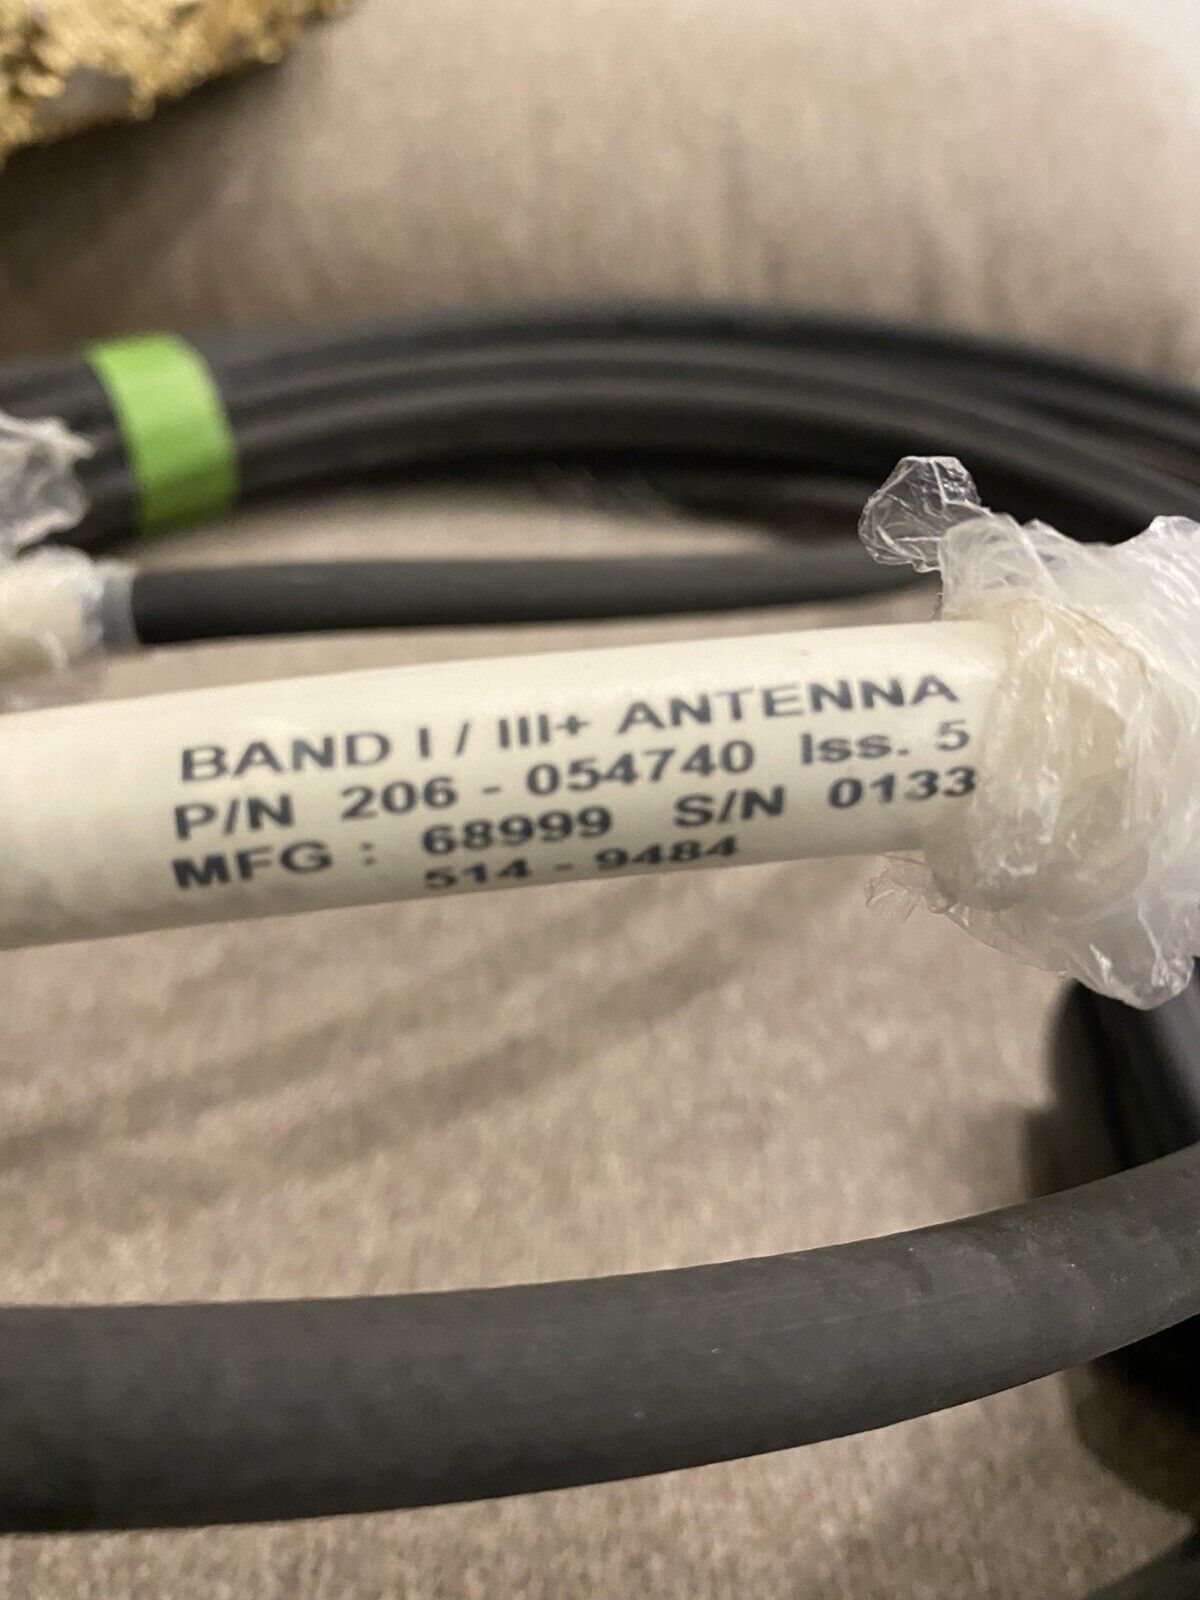 BAND I / III+ ANTENNA
P/N 206 - 054740 Iss. 5
MFG : 68999 S/N 0133
514 - 9484